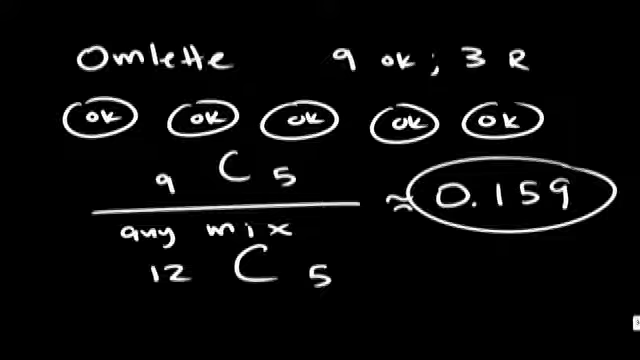 Omlette 9 ok ; 3 R
ok ok ok ok ok
9 C 5
≈ 0.159
any mix
12 C 5